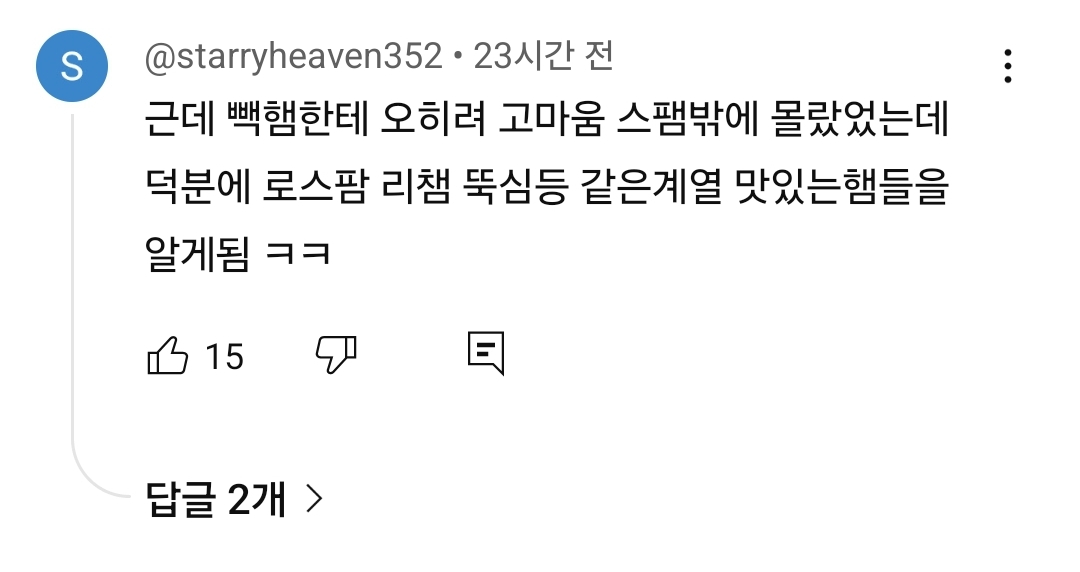 S
@starryheaven352 • 23시간 전
근데 빽햄한테 오히려 고마움 스팸밖에 몰랐었는데
덕분에 로스팜 리챔 뚝심등 같은계열 맛있는햄들을
알게됨 ㅋㅋ
15
답글 2개 >